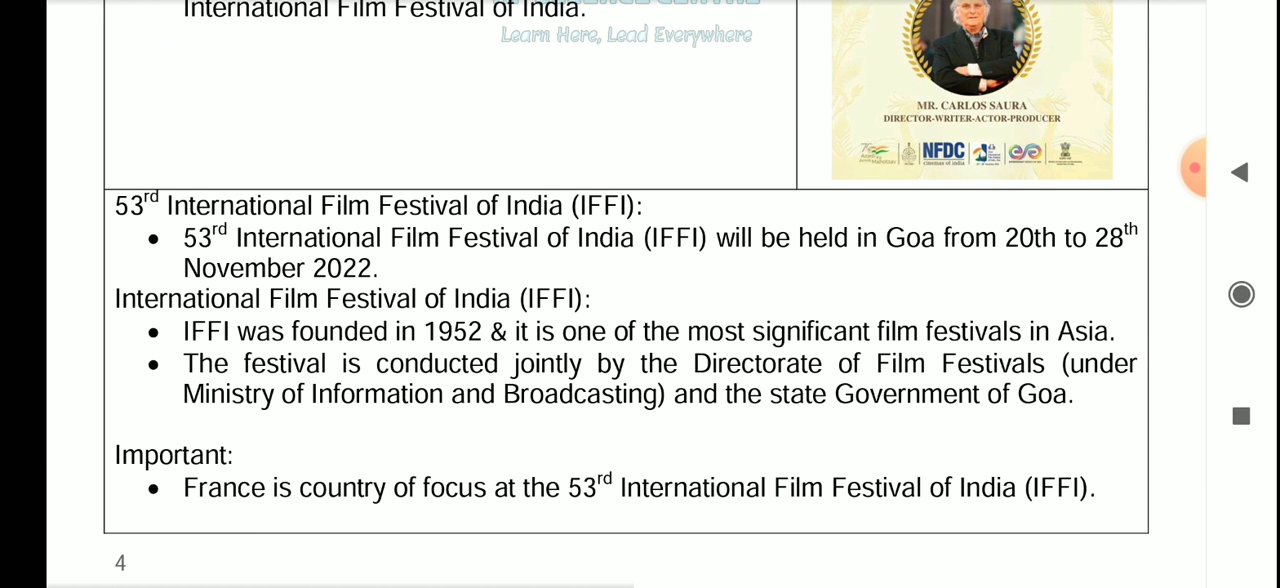 International Film Festival of India.
Learn Here, Lead Everywhere
MR. CARLOS SAURA
DIRECTOR-WRITER-ACTOR-PRODUCER
NFDC
cinemas of india
53rd International Film Festival of India (IFFI):
• 53rd International Film Festival of India (IFFI) will be held in Goa from 20th to 28th
November 2022.
International Film Festival of India (IFFI):
• IFFI was founded in 1952 & it is one of the most significant film festivals in Asia.
• The festival is conducted jointly by the Directorate of Film Festivals (under
Ministry of Information and Broadcasting) and the state Government of Goa.
Important:
• France is country of focus at the 53rd International Film Festival of India (IFFI).
4